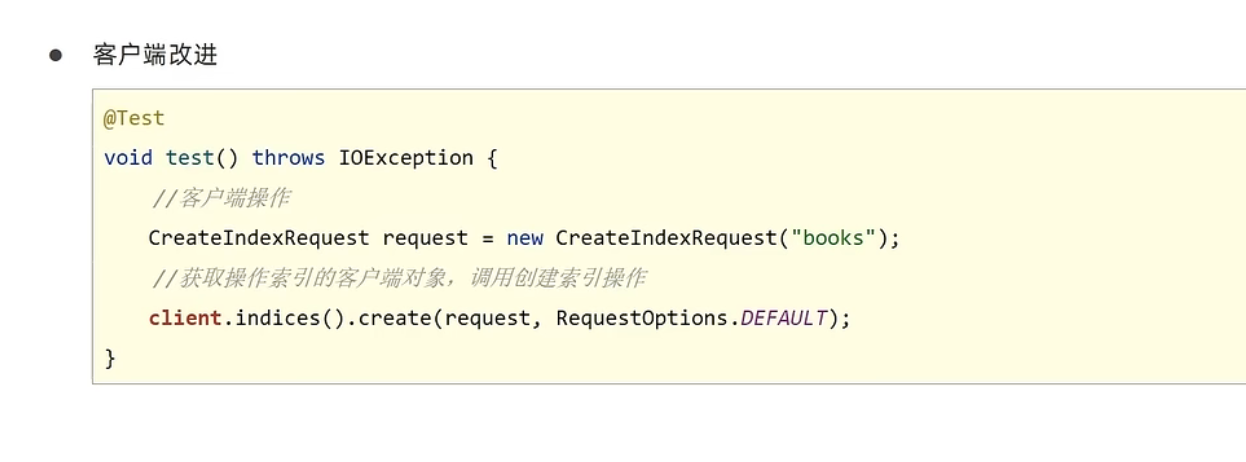 ● 客户端改进
@Test
void test() throws IOException {
//客户端操作
CreateIndexRequest request = new CreateIndexRequest("books");
//获取操作索引的客户端对象，调用创建索引操作
client.indices().create(request, RequestOptions.DEFAULT);
}